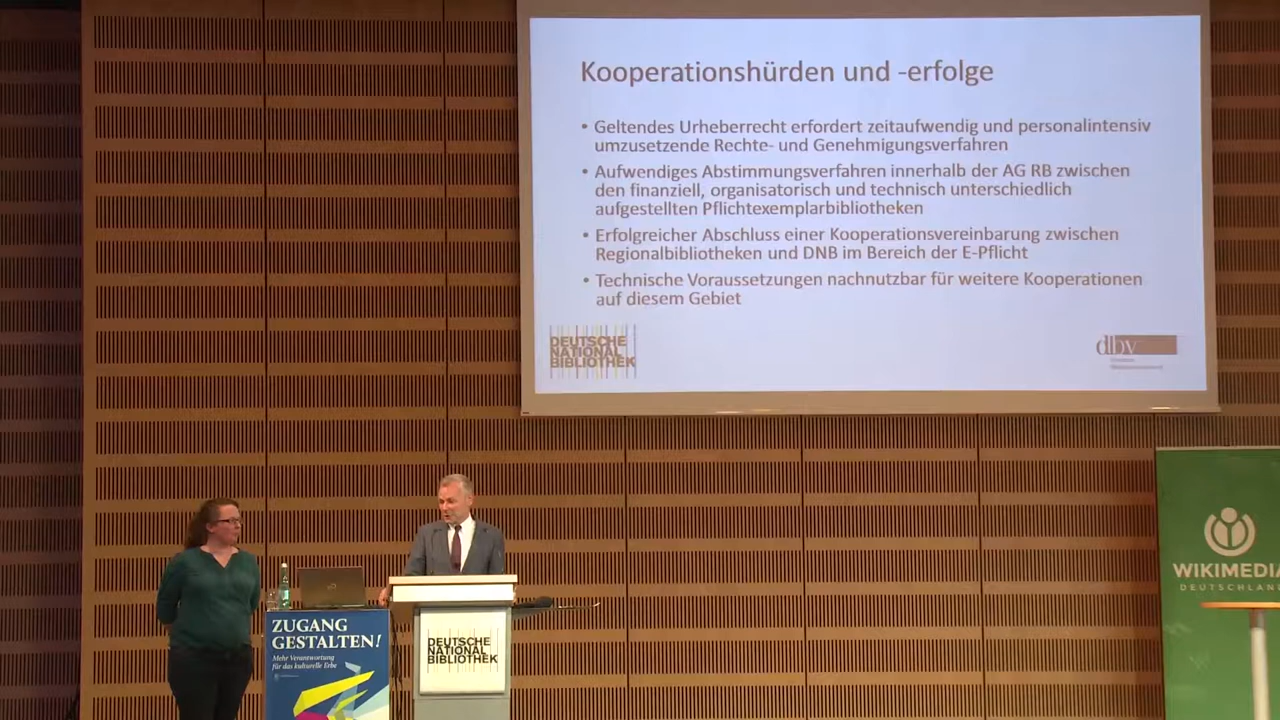 Kooperationshürden und -erfolge
• Geltendes Urheberrecht erfordert zeitaufwendig und personalintensiv
umzusetzende Rechte- und Genehmigungsverfahren
• Aufwendiges Abstimmungsverfahren innerhalb der AG RB zwischen
den finanziell, organisatorisch und technisch unterschiedlich
aufgestellten Pflichtexemplarbibliotheken
• Erfolgreicher Abschluss einer Kooperationsvereinbarung zwischen
Regionalbibliotheken und DNB im Bereich der E-Pflicht
• Technische Voraussetzungen nachnutzbar für weitere Kooperationen
auf diesem Gebiet
DEUTSCHE
NATIONAL
BIBLIOTHEK
dbv
ZUGANG
GESTALTEN!
Mehr Verantwortung
für das kulturelle Erbe
DEUTSCHE
NATIONAL
BIBLIOTHEK
WIKIMEDIA
DEUTSCHLAND